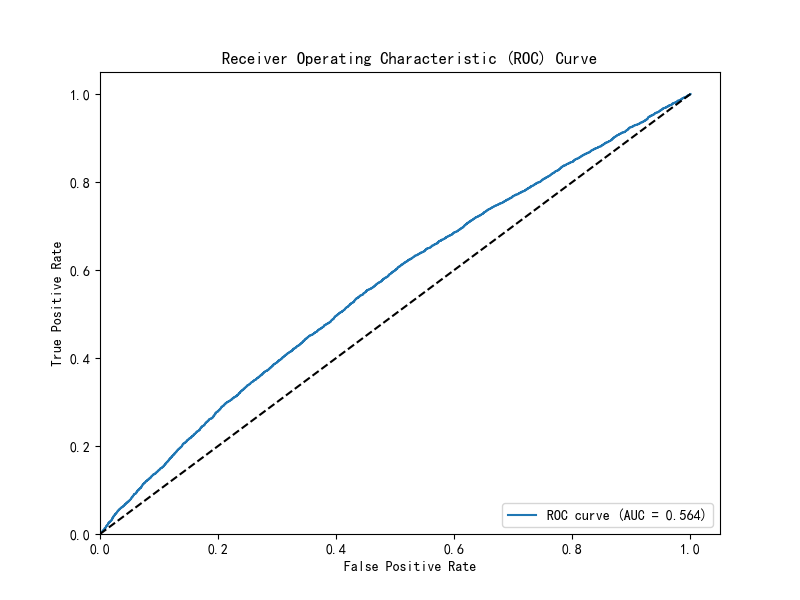 Receiver Operating Characteristic (ROC) Curve
True Positive Rate
1.0
0.8
0.6
0.4
0.2
0.0
0.0 0.2 0.4 0.6 0.8 1.0
False Positive Rate
ROC curve (AUC = 0.564)